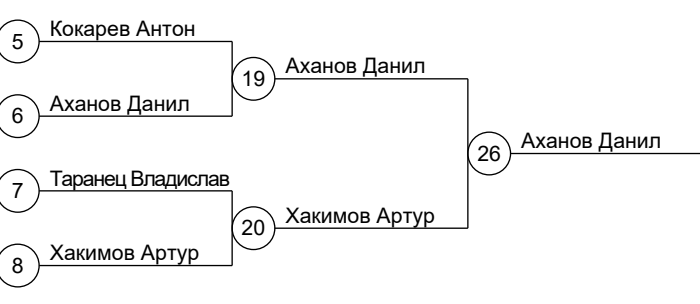 Кокарев Антон
5
19
Аханов Данил
Аханов Данил
6
26
Аханов Данил
Таранец Владислав
7
20
Хакимов Артур
Хакимов Артур
8